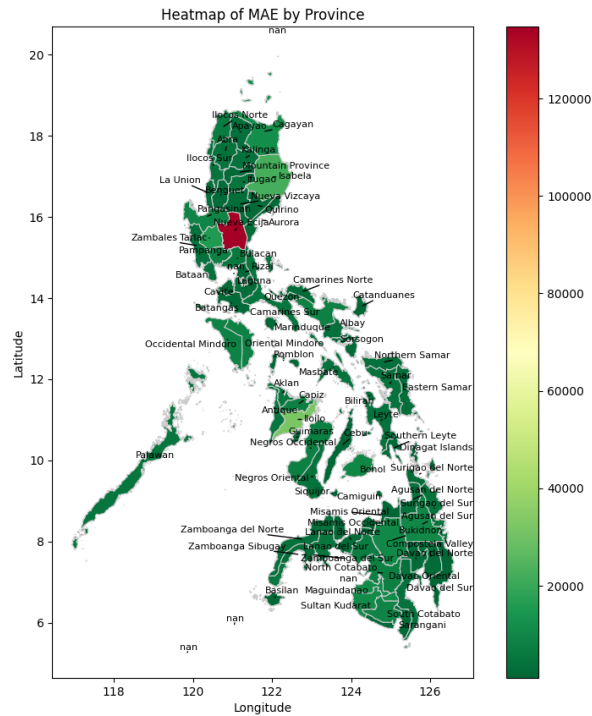 Heatmap of MAE by Province
nan
20
18
16
14
12
10
8
6
Latitude
118
120
122
124
126
Longitude
120000
100000
80000
60000
40000
20000
Ilocos Norte
Apayao
Cagayan
Abra
Kalinga
Ilocos Sur
Mountain Province
Ifugao
Isabela
La Union
Benguet
Nueva Vizcaya
Pangasinan
Quirino
Nueva Ecija
Aurora
Zambales
Tarlac
Pampanga
Bulacan
nan
Rizal
Bataan
Laguna
Camarines Norte
Cavite
Quezon
Catanduanes
Batangas
Camarines Sur
Marinduque
Albay
Sorsogon
Occidental Mindoro
Oriental Mindoro
Romblon
Northern Samar
Masbate
Samar
Aklan
Eastern Samar
Capiz
Biliran
Antique
Iloilo
Leyte
Guimaras
Cebu
Southern Leyte
Negros Occidental
Dinagat Islands
Palawan
Bohol
Surigao del Norte
Negros Oriental
Siquijor
Camiguin
Agusan del Norte
Surigao del Sur
Misamis Oriental
Agusan del Sur
Misamis Occidental
Zamboanga del Norte
Lanao del Norte
Bukidnon
Zamboanga Sibugay
Lanao del Sur
Compostela Valley
Zamboanga del Sur
Davao del Norte
North Cotabato
nan
Davao Oriental
Basilan
Maguindanao
Davao del Sur
Sultan Kudarat
South Cotabato
Sarangani
nan
nan